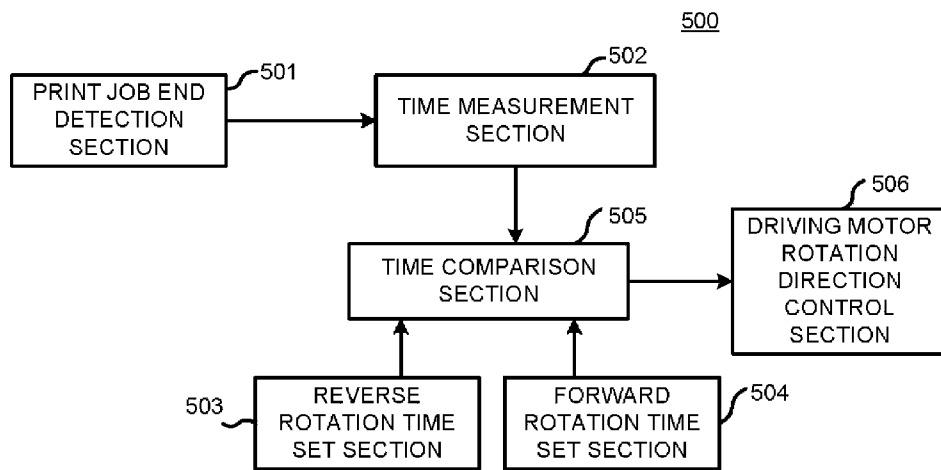 500
501
PRINT JOB END
DETECTION
SECTION
502
TIME MEASUREMENT
SECTION
505
TIME COMPARISON
SECTION
506
DRIVING MOTOR
ROTATION
DIRECTION
CONTROL
SECTION
503
REVERSE
ROTATION TIME
SET SECTION
FORWARD
ROTATION TIME
SET SECTION
504